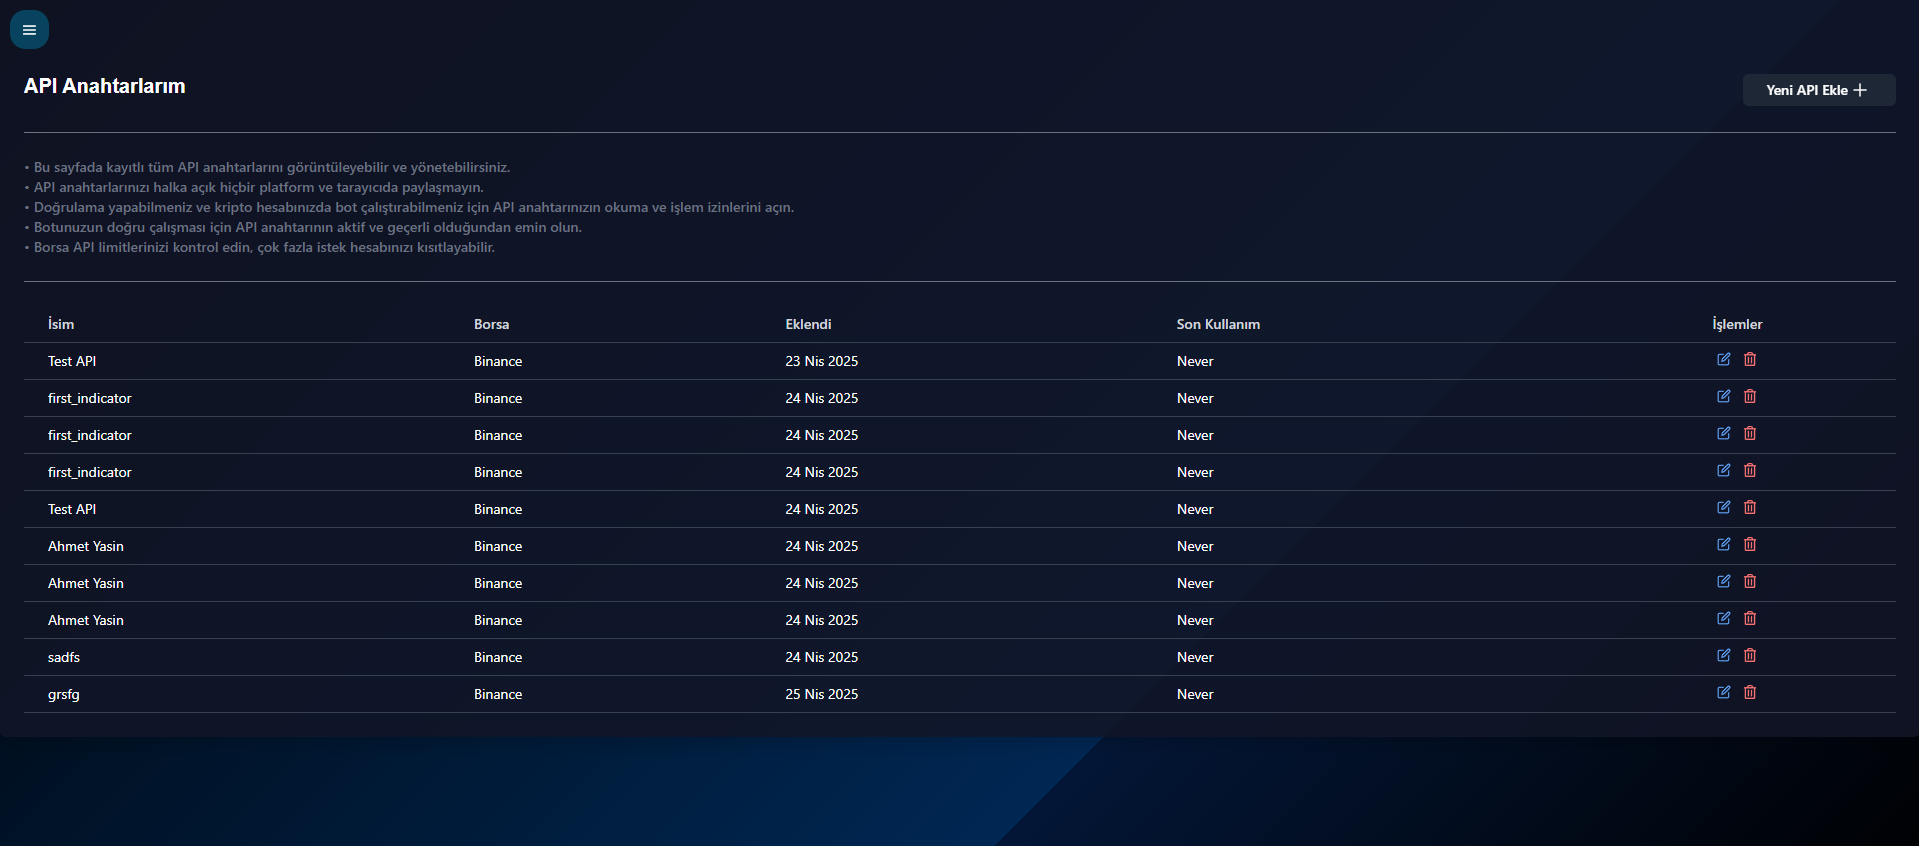 API Anahtarlarım
Yeni API Ekle +
• Bu sayfada kayıtlı tüm API anahtarlarını görüntüleyebilir ve yönetebilirsiniz.
• API anahtarlarınızı halka açık hiçbir platform ve tarayıcıda paylaşmayın.
• Doğrulama yapabilmeniz ve kripto hesabınızda bot çalıştırabilmeniz için API anahtarınızın okuma ve işlem izinlerini açın.
• Botunuzun doğru çalışması için API anahtarının aktif ve geçerli olduğundan emin olun.
• Borsa API limitlerinizi kontrol edin, çok fazla istek hesabınızı kısıtlayabilir.
İsim Borsa Eklendi Son Kullanım İşlemler
Test API Binance 23 Nis 2025 Never
first_indicator Binance 24 Nis 2025 Never
first_indicator Binance 24 Nis 2025 Never
first_indicator Binance 24 Nis 2025 Never
Test API Binance 24 Nis 2025 Never
Ahmet Yasin Binance 24 Nis 2025 Never
Ahmet Yasin Binance 24 Nis 2025 Never
Ahmet Yasin Binance 24 Nis 2025 Never
sadfs Binance 24 Nis 2025 Never
grsfg Binance 25 Nis 2025 Never